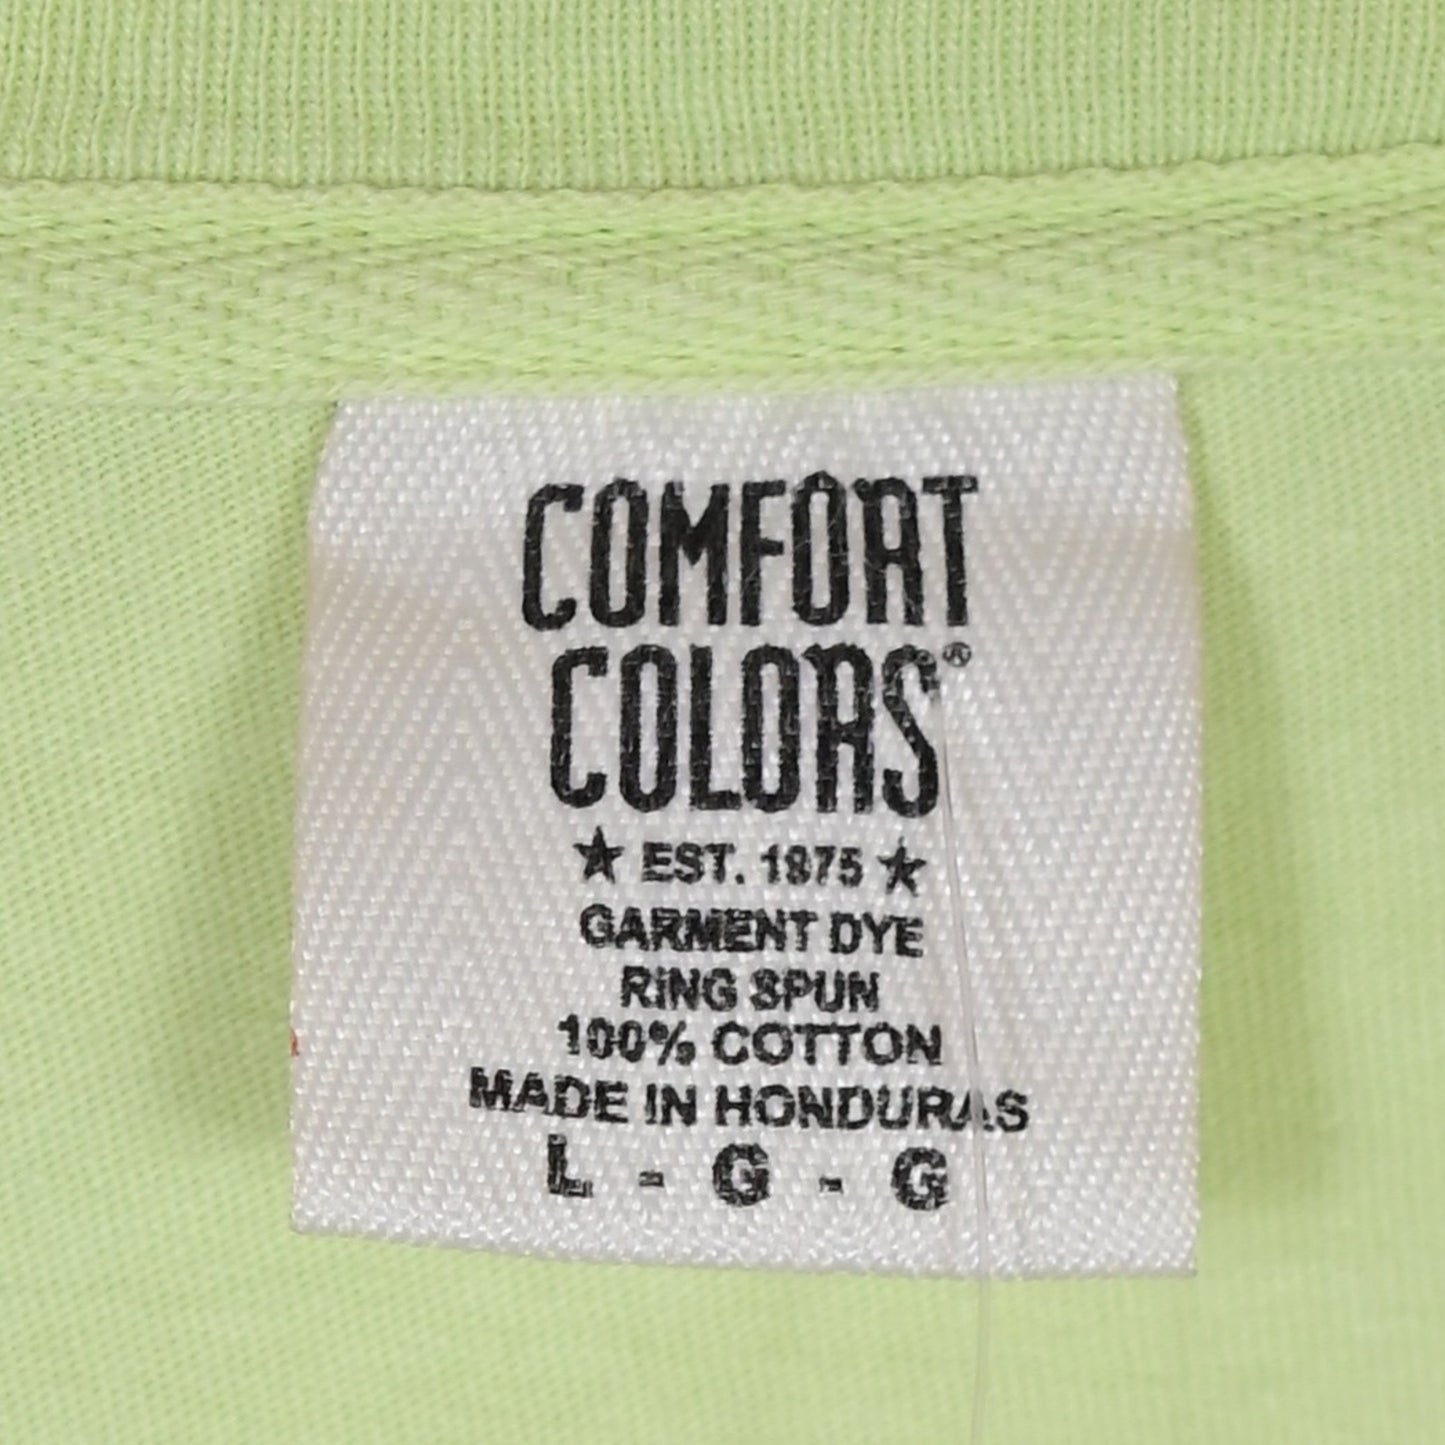 COMFORT
COLORS®
★ EST. 1975 ★
GARMENT DYE
RING SPUN
100% COTTON
MADE IN HONDURAS
L - G - G